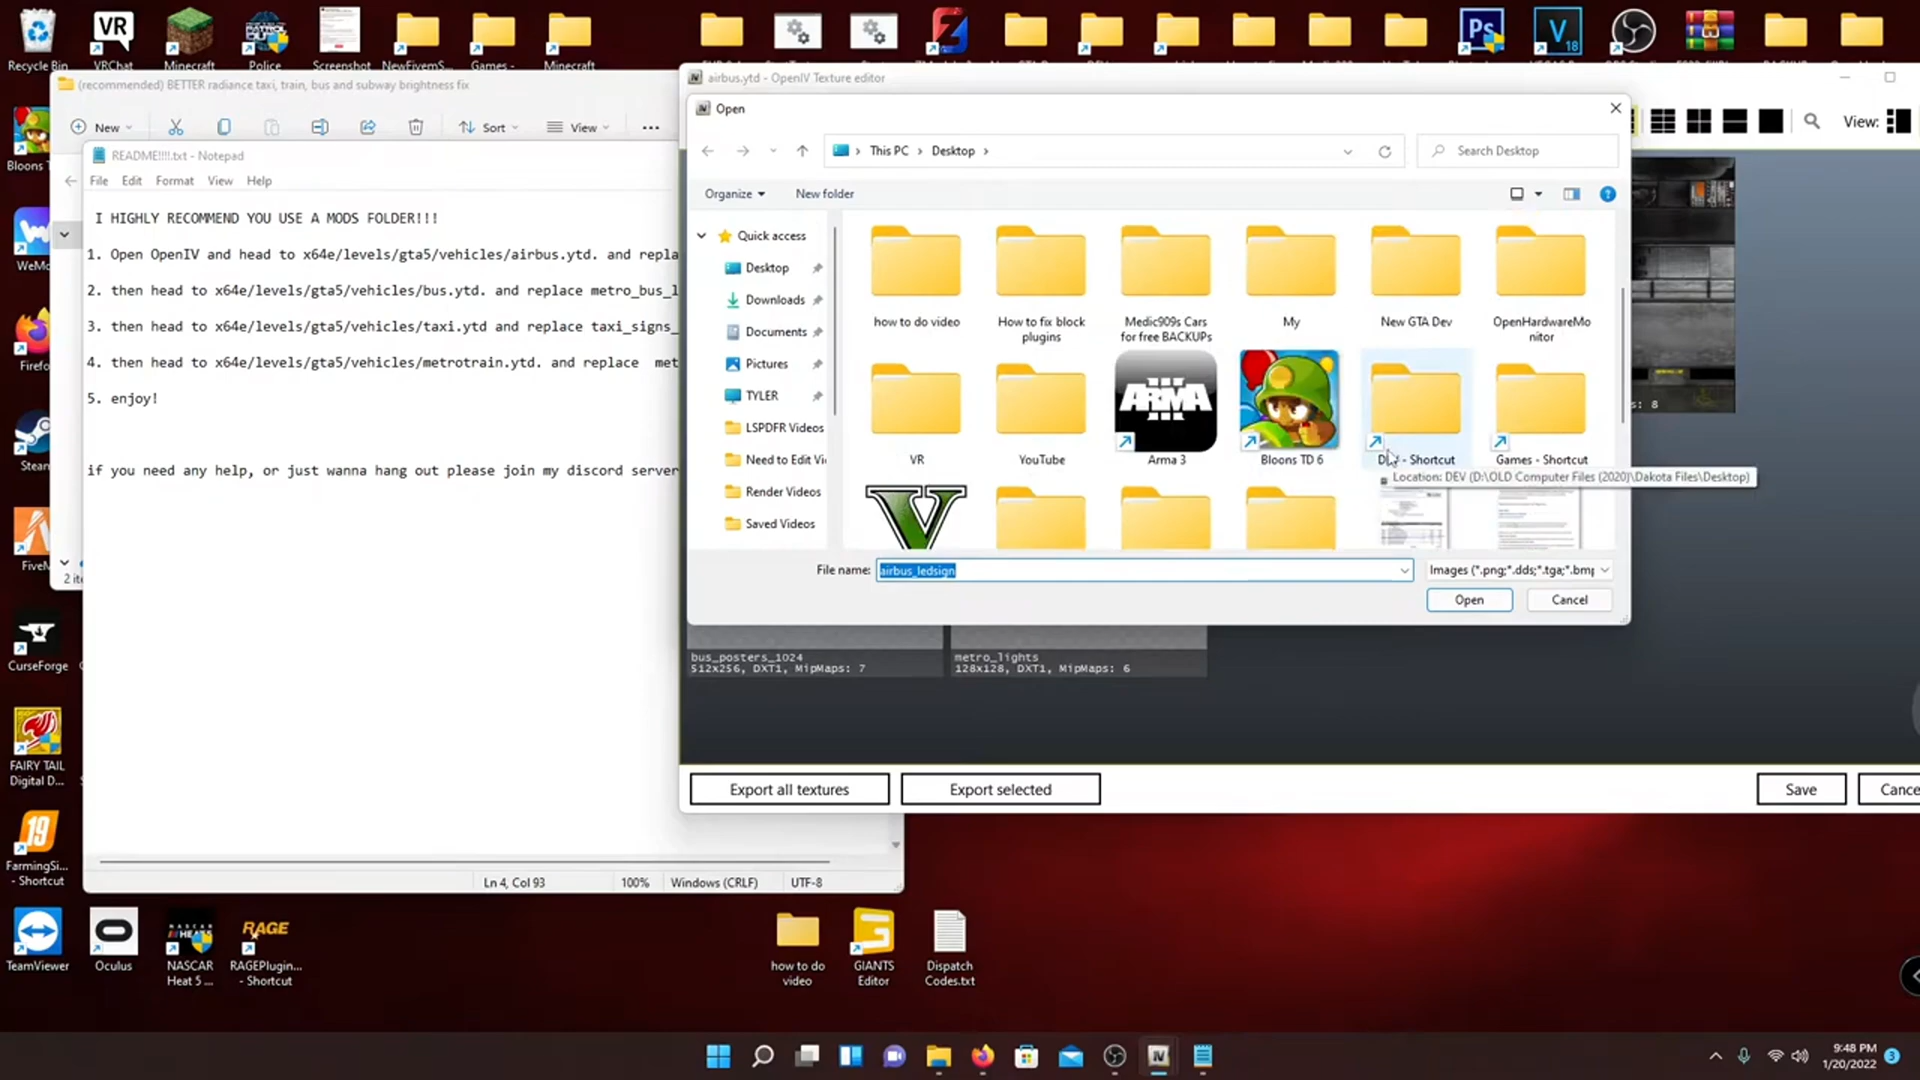 Recycle Bin
VRChat
Minecraft
Police
Screenshot
NewFivemS...
Games -
Minecraft
(recommended) BETTER radiance taxi, train, bus and subway brightness fix
New
Sort
View
README!!!!.txt - Notepad
File Edit Format View Help
I HIGHLY RECOMMEND YOU USE A MODS FOLDER!!!
1. Open OpenIV and head to x64e/levels/gta5/vehicles/airbus.ytd. and repla
2. then head to x64e/levels/gta5/vehicles/bus.ytd. and replace metro_bus_l
3. then head to x64e/levels/gta5/vehicles/taxi.ytd and replace taxi_signs_
4. then head to x64e/levels/gta5/vehicles/metrotrain.ytd. and replace  met
5. enjoy!
if you need any help, or just wanna hang out please join my discord server
Ln 4, Col 93
100%
Windows (CRLF)
UTF-8
airbus.ytd - OpenIV Texture editor
View:
Open
This PC
Desktop
Search Desktop
Organize
New folder
Quick access
Desktop
Downloads
Documents
Pictures
TYLER
LSPDFR Videos
Need to Edit Vi
Render Videos
Saved Videos
how to do video
How to fix block plugins
Medic909s Cars for free BACKUPs
My
New GTA Dev
OpenHardwareMonitor
VR
YouTube
ARMA III
Arma 3
Bloons TD 6
DEV - Shortcut
Games - Shortcut
Location: DEV (D:\OLD Computer Files (2020)\Dakota Files\Desktop)
File name:
airbus_ledsign
Images (*.png;*.dds;*.tga;*.bmp
Open
Cancel
s: 8
bus_posters_1024
512x256, DXT1, MipMaps: 7
metro_lights
128x128, DXT1, MipMaps: 6
Export all textures
Export selected
Save
Cance
Bloons T
WeMo
Firefo
Steam
FiveM
2 ite
CurseForge
FAIRY TAIL
Digital D...
19
FarmingSi...
- Shortcut
TeamViewer
Oculus
NASCAR
Heat 5 ...
RAGE
RAGEPlugin...
- Shortcut
how to do
video
GIANTS
Editor
Dispatch
Codes.txt
9:48 PM
1/20/2022
3